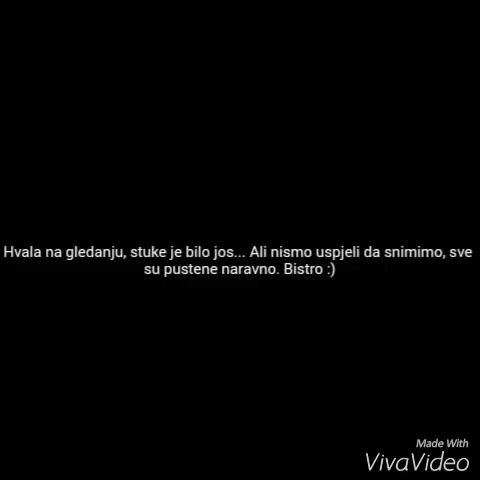 Hvala na gledanju, stuke je bilo jos... Ali nismo uspjeli da snimimo, sve
su pustene naravno. Bistro :)
Made With
VivaVideo